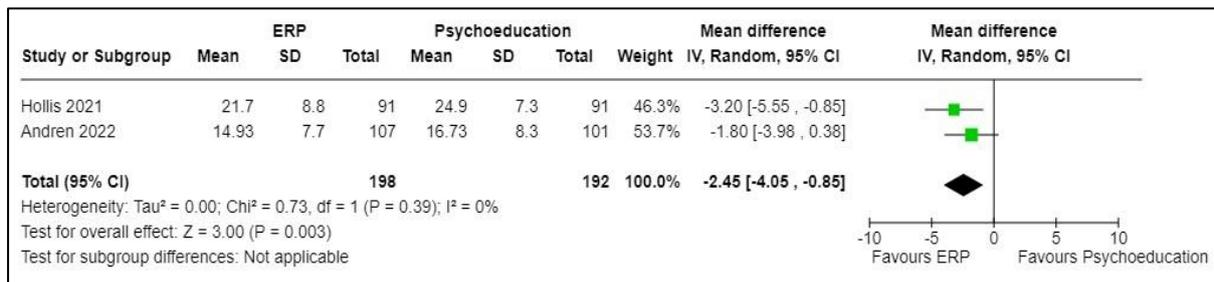 ERP Psychoeducation Mean difference Mean difference
Study or Subgroup Mean SD Total Mean SD Total Weight IV, Random, 95% CI IV, Random, 95% CI
Hollis 2021 21.7 8.8 91 24.9 7.3 91 46.3% -3.20 [-5.55 , -0.85]
Andren 2022 14.93 7.7 107 16.73 8.3 101 53.7% -1.80 [-3.98 , 0.38]
Total (95% CI) 198 192 100.0% -2.45 [-4.05 , -0.85]
Heterogeneity: Tau² = 0.00; Chi² = 0.73, df = 1 (P = 0.39); I² = 0%
Test for overall effect: Z = 3.00 (P = 0.003)
Test for subgroup differences: Not applicable
-10 -5 0 5 10
Favours ERP Favours Psychoeducation